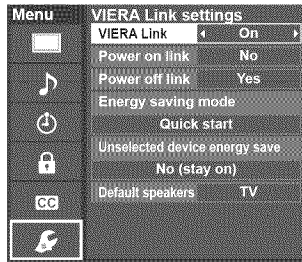 Menu
VIERA Link settings
VIERA Link On
Power on link No
Power off link Yes
Energy saving mode
Quick start
Unselected device energy save
No (stay on)
Default speakers TV
CC